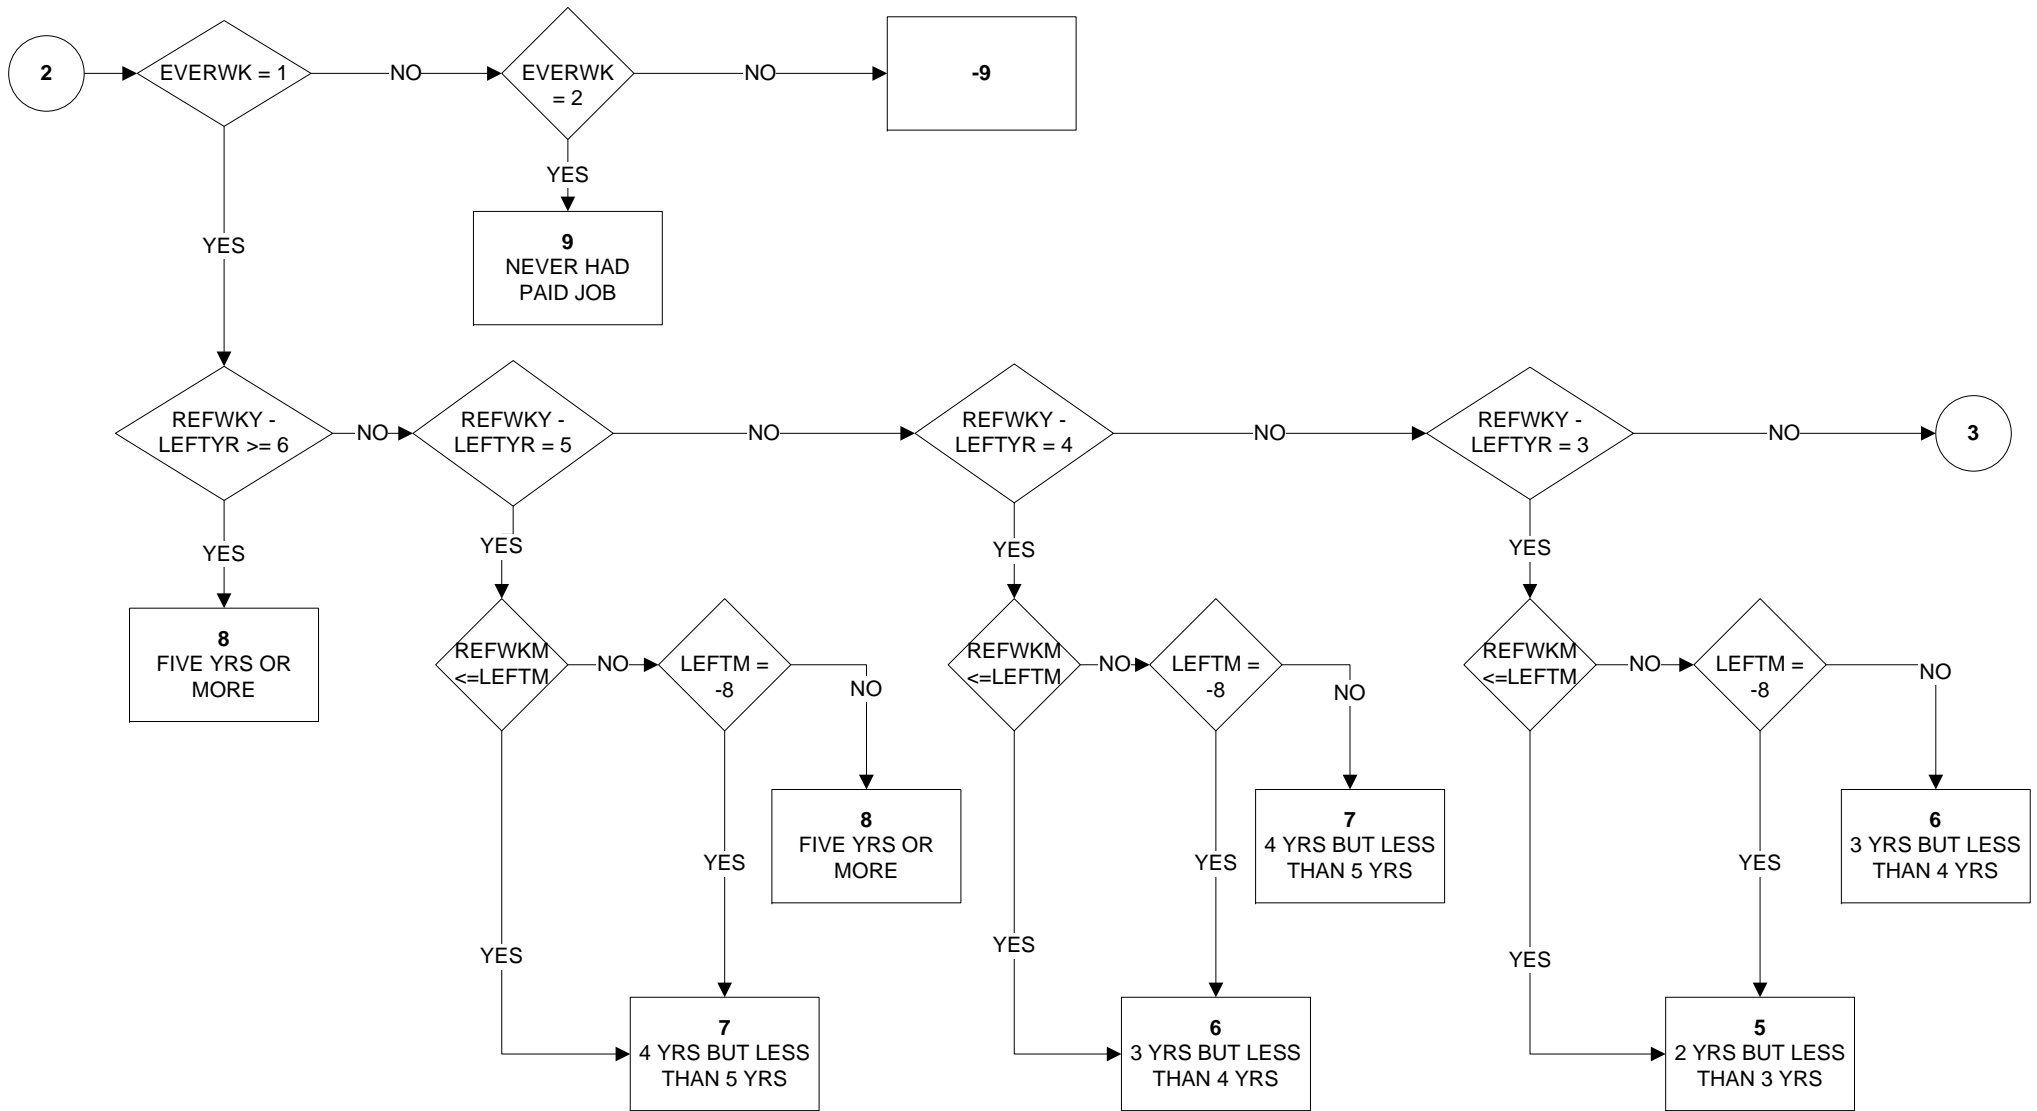 2
EVERWK = 1
NO
EVERWK
= 2
NO
-9
YES
YES
9
NEVER HAD
PAID JOB
REFWKY -
LEFTYR >= 6
NO
REFWKY -
LEFTYR = 5
NO
REFWKY -
LEFTYR = 4
NO
REFWKY -
LEFTYR = 3
NO
3
YES
YES
YES
YES
8
FIVE YRS OR
MORE
REFWKM
<=LEFTM
NO
LEFTM =
-8
NO
REFWKM
<=LEFTM
NO
LEFTM =
-8
NO
REFWKM
<=LEFTM
NO
LEFTM =
-8
NO
8
FIVE YRS OR
MORE
7
4 YRS BUT LESS
THAN 5 YRS
6
3 YRS BUT LESS
THAN 4 YRS
YES
YES
YES
YES
YES
YES
7
4 YRS BUT LESS
THAN 5 YRS
6
3 YRS BUT LESS
THAN 4 YRS
5
2 YRS BUT LESS
THAN 3 YRS